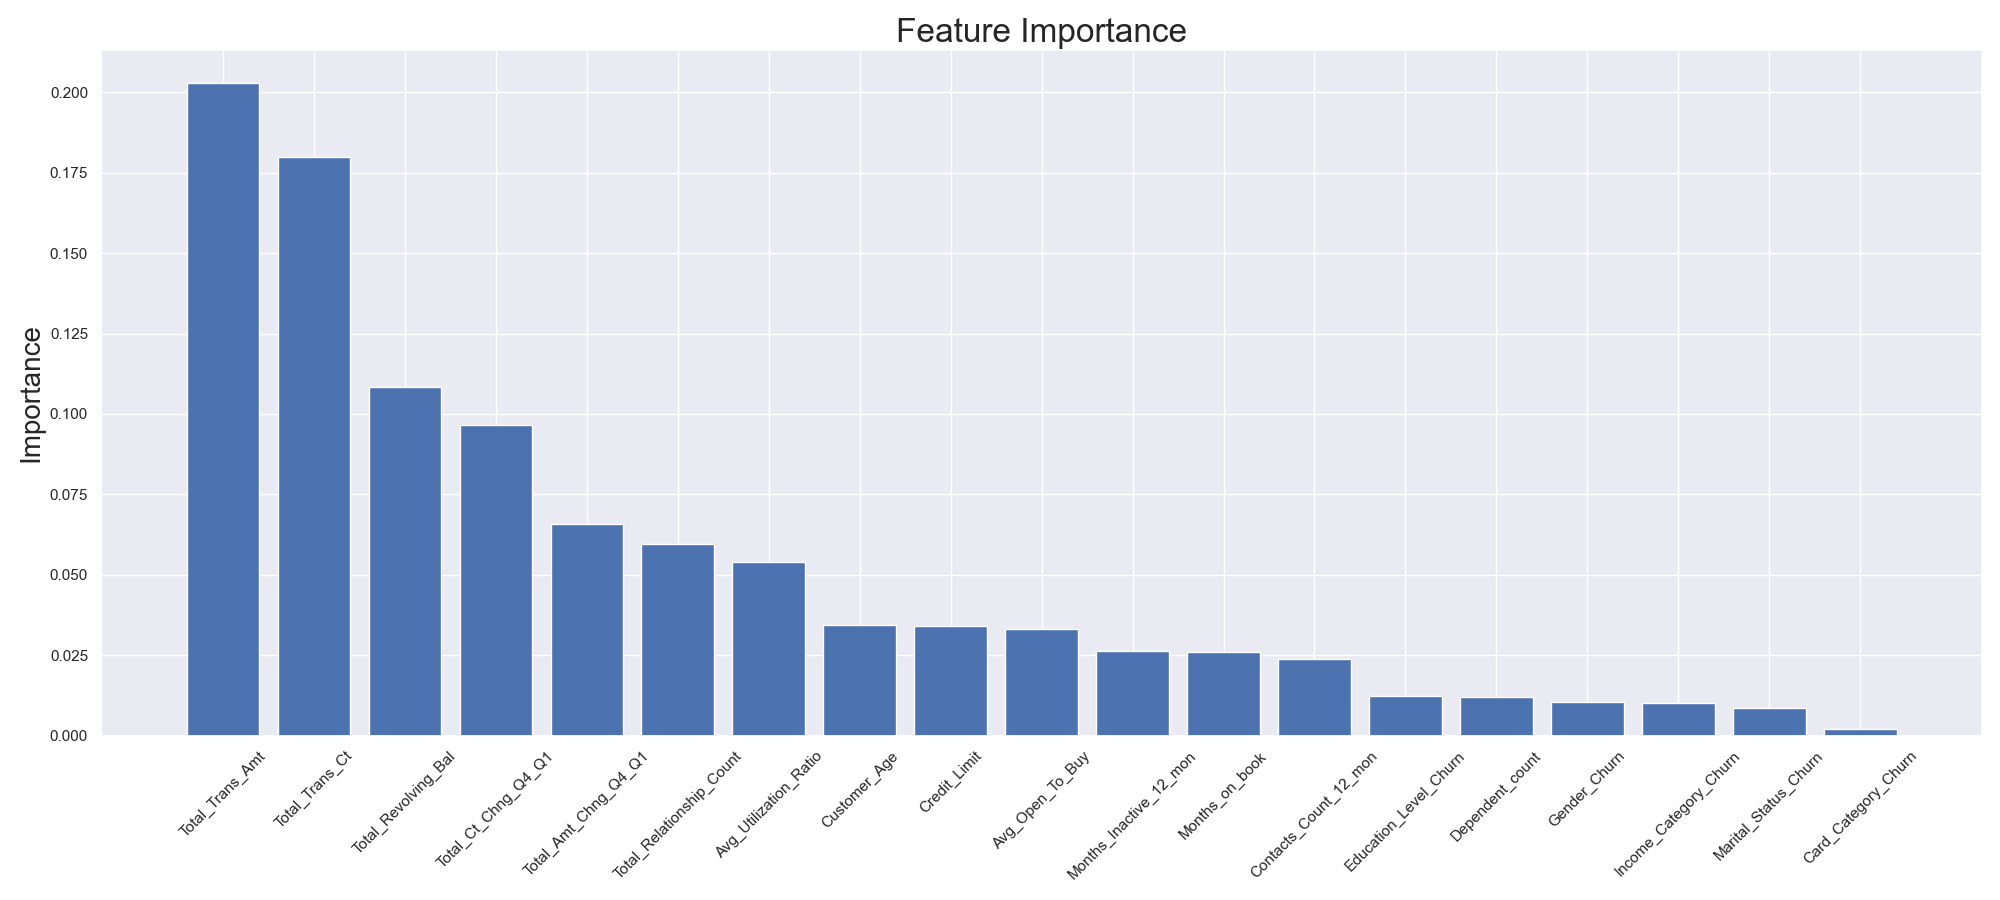 Feature Importance
Importance
0.200
0.175
0.150
0.125
0.100
0.075
0.050
0.025
0.000
Total_Trans_Amt
Total_Trans_Ct
Total_Revolving_Bal
Total_Ct_Chng_Q4_Q1
Total_Amt_Chng_Q4_Q1
Total_Relationship_Count
Avg_Utilization_Ratio
Customer_Age
Credit_Limit
Avg_Open_To_Buy
Months_Inactive_12_mon
Months_on_book
Contacts_Count_12_mon
Education_Level_Churn
Dependent_count
Gender_Churn
Income_Category_Churn
Marital_Status_Churn
Card_Category_Churn